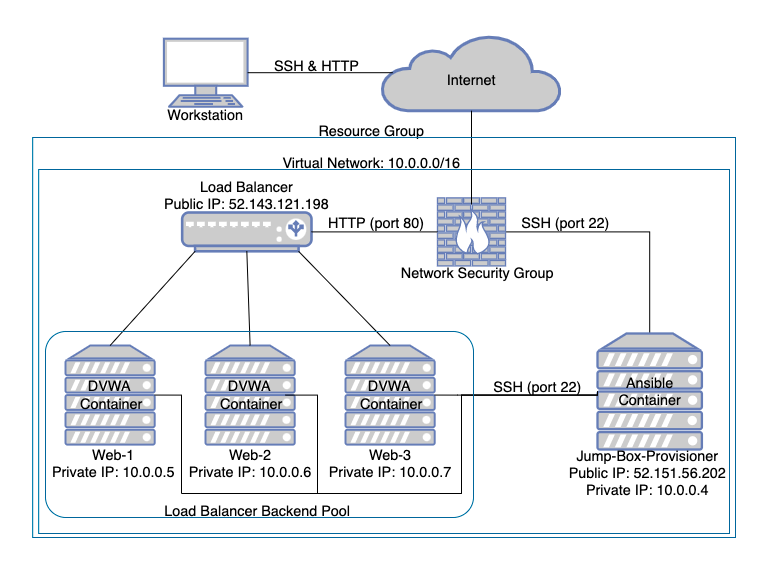 SSH & HTTP
Internet
Workstation
Resource Group
Virtual Network: 10.0.0.0/16
Load Balancer
Public IP: 52.143.121.198
HTTP (port 80)
SSH (port 22)
Network Security Group
DVWA
Container
DVWA
Container
DVWA
Container
SSH (port 22)
Ansible
Container
Web-1
Private IP: 10.0.0.5
Web-2
Private IP: 10.0.0.6
Web-3
Private IP: 10.0.0.7
Jump-Box-Provisioner
Public IP: 52.151.56.202
Private IP: 10.0.0.4
Load Balancer Backend Pool